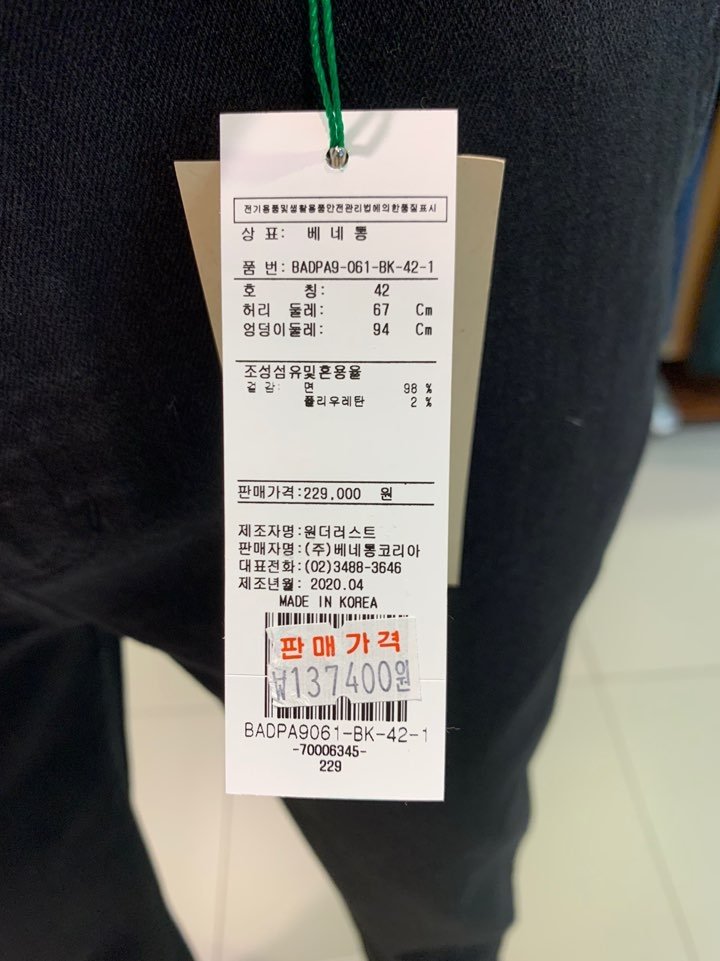 전기용품및생활용품안전관리법에의한품질표시
상 표: 베 네 통
품 번: BADPA9-061-BK-42-1
호 칭: 42
허리 둘레: 67 Cm
엉덩이둘레: 94 Cm
조성섬유및혼용율
겉 감: 면 98 %
폴리우레탄 2 %
판매가격:229,000 원
제조자명:원더러스트
판매자명:(주)베네통코리아
대표전화:(02)3488-3646
제조년월: 2020.04
MADE IN KOREA
판매가격
₩137400원
BADPA9061-BK-42-1
-70006345-
229